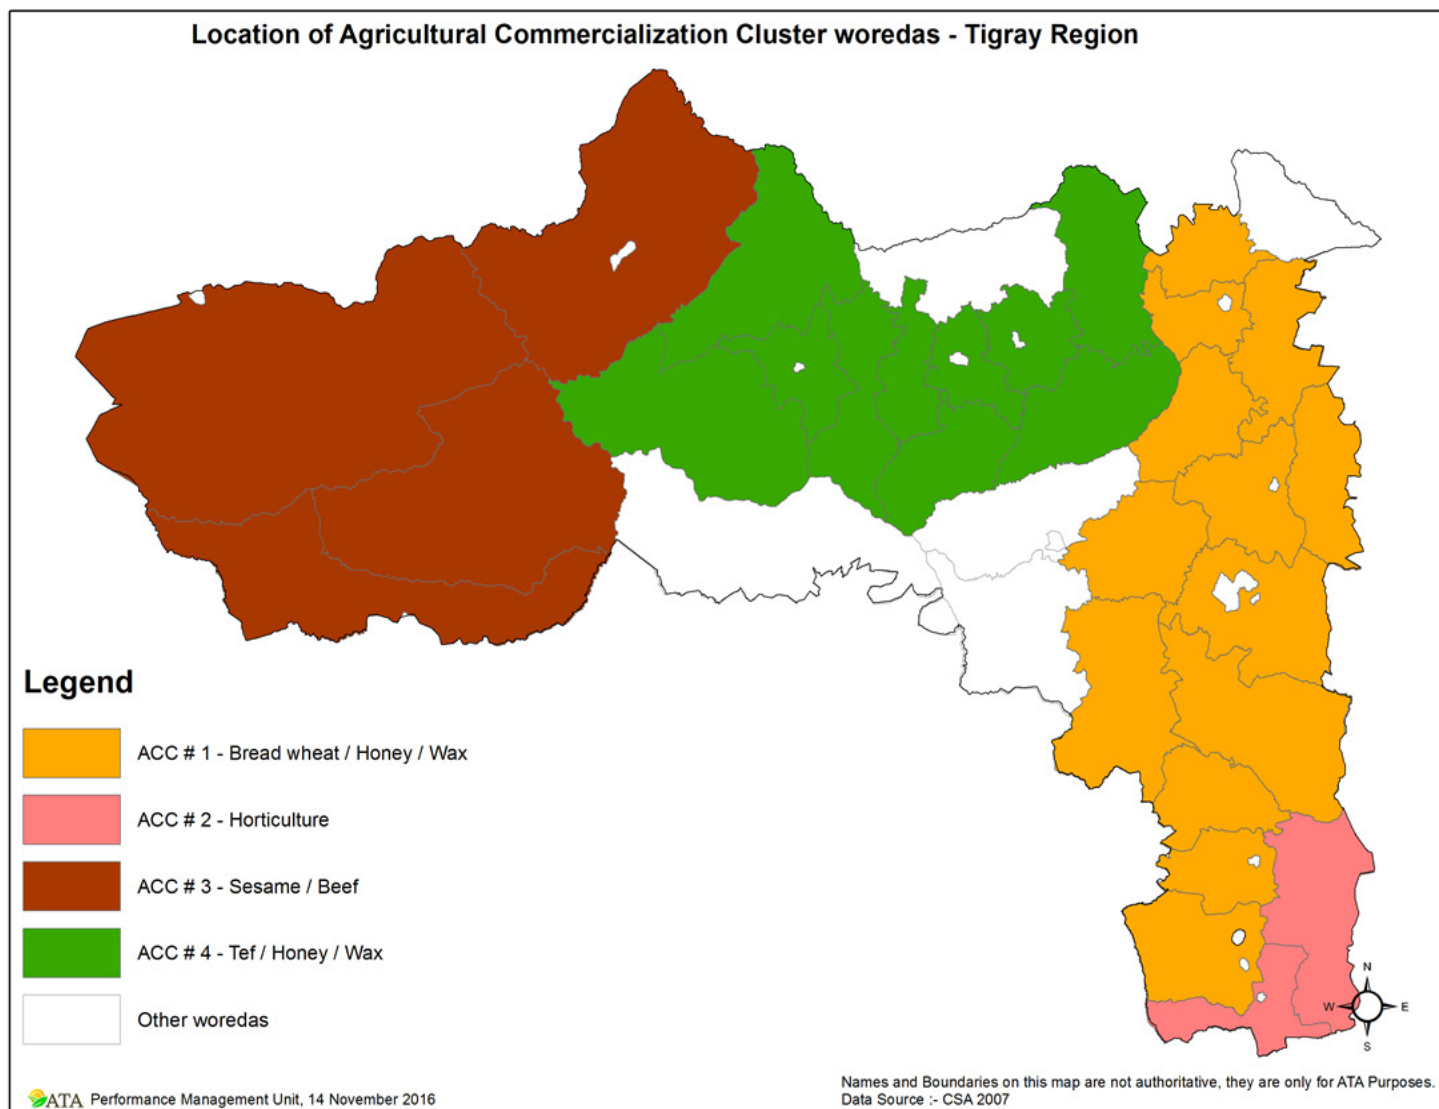 Location of Agricultural Commercialization Cluster woredas - Tigray Region
Legend
ACC # 1 - Bread wheat / Honey / Wax
ACC # 2 - Horticulture
ACC # 3 - Sesame / Beef
ACC # 4 - Tef / Honey / Wax
Other woredas
N
W
E
S
ATA Performance Management Unit, 14 November 2016
Names and Boundaries on this map are not authoritative, they are only for ATA Purposes.
Data Source :- CSA 2007